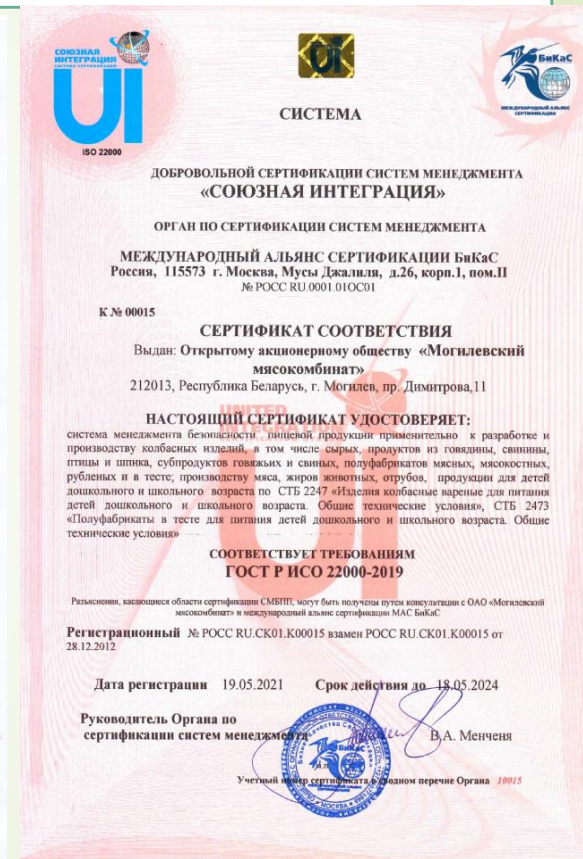 СОЮЗНАЯ
ИНТЕГРАЦИЯ
СИСТЕМА СЕРТИФИКАЦИИ
UI
ISO 22000
UI
БиКаС
МЕЖДУНАРОДНЫЙ АЛЬЯНС
СЕРТИФИКАЦИИ
СИСТЕМА
ДОБРОВОЛЬНОЙ СЕРТИФИКАЦИИ СИСТЕМ МЕНЕДЖМЕНТА
«СОЮЗНАЯ ИНТЕГРАЦИЯ»
ОРГАН ПО СЕРТИФИКАЦИИ СИСТЕМ МЕНЕДЖМЕНТА
МЕЖДУНАРОДНЫЙ АЛЬЯНС СЕРТИФИКАЦИИ БиКаС
Россия, 115573 г. Москва, Мусы Джалиля, д.26, корп.1, пом.II
№ РОСС RU.0001.01ОС01
К № 00015
СЕРТИФИКАТ СООТВЕТСТВИЯ
Выдан: Открытому акционерному обществу «Могилевский
мясокомбинат»
212013, Республика Беларусь, г. Могилев, пр. Димитрова,11
UNITED
INTEGRATION
НАСТОЯЩИЙ СЕРТИФИКАТ УДОСТОВЕРЯЕТ:
система менеджмента безопасности пищевой продукции применительно к разработке и
производству колбасных изделий, в том числе сырых, продуктов из говядины, свинины,
птицы и шпика, субпродуктов говяжьих и свиных, полуфабрикатов мясных, мясокостных,
рубленых и в тесте; производству мяса, жиров животных, отрубов, продукции для детей
дошкольного и школьного возраста по СТБ 2247 «Изделия колбасные вареные для питания
детей дошкольного и школьного возраста. Общие технические условия», СТБ 2473
«Полуфабрикаты в тесте для питания детей дошкольного и школьного возраста. Общие
технические условия»
СООТВЕТСТВУЕТ ТРЕБОВАНИЯМ
ГОСТ Р ИСО 22000-2019
Разъяснения, касающиеся области сертификации СМБПП, могут быть получены путем консультации с ОАО «Могилевский
мясокомбинат» и международный альянс сертификации МАС БиКаС
Регистрационный № РОСС RU.СК01.К00015 взамен РОСС RU.СК01.К00015 от
28.12.2012
Дата регистрации 19.05.2021 Срок действия до 18.05.2024
Руководитель Органа по
сертификации систем менеджмента В.А. Менченя
БиКаС
М.П.
МОСКВА
Учетный номер сертификата в сводном перечне Органа 10015